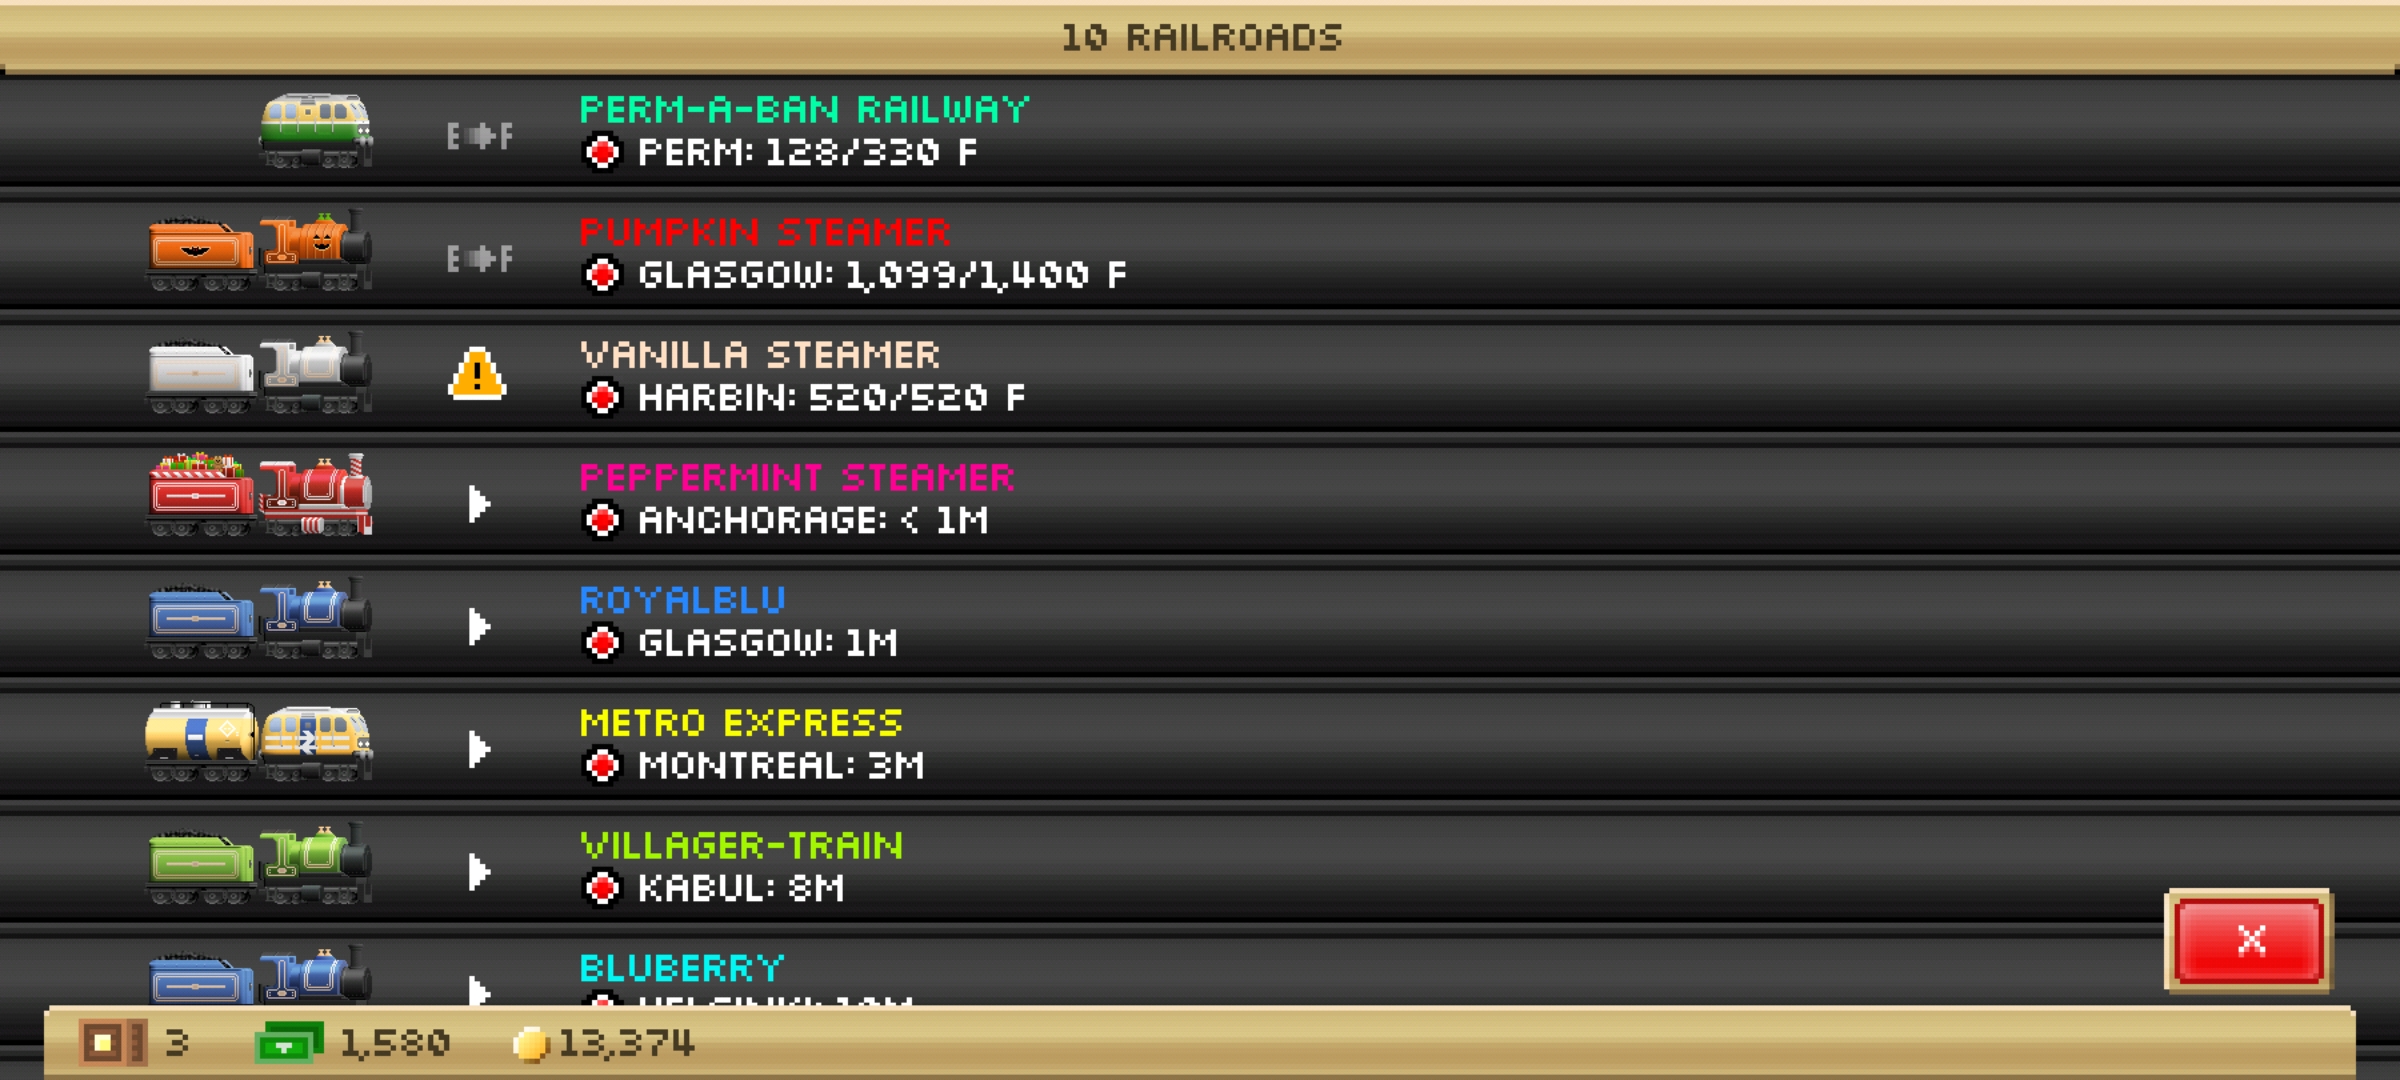 10 RAILROADS
PERM-A-BAN RAILWAY
E F
PERM: 128/330 F
PUMPKIN STEAMER
E F
GLASGOW: 1,099/1,400 F
VANILLA STEAMER
!
HARBIN: 520/520 F
PEPPERMINT STEAMER
ANCHORAGE: < 1M
ROYALBLU
GLASGOW: 1M
METRO EXPRESS
MONTREAL: 3M
VILLAGER-TRAIN
KABUL: 8M
BLUBERRY
X
3 1,580 13,374